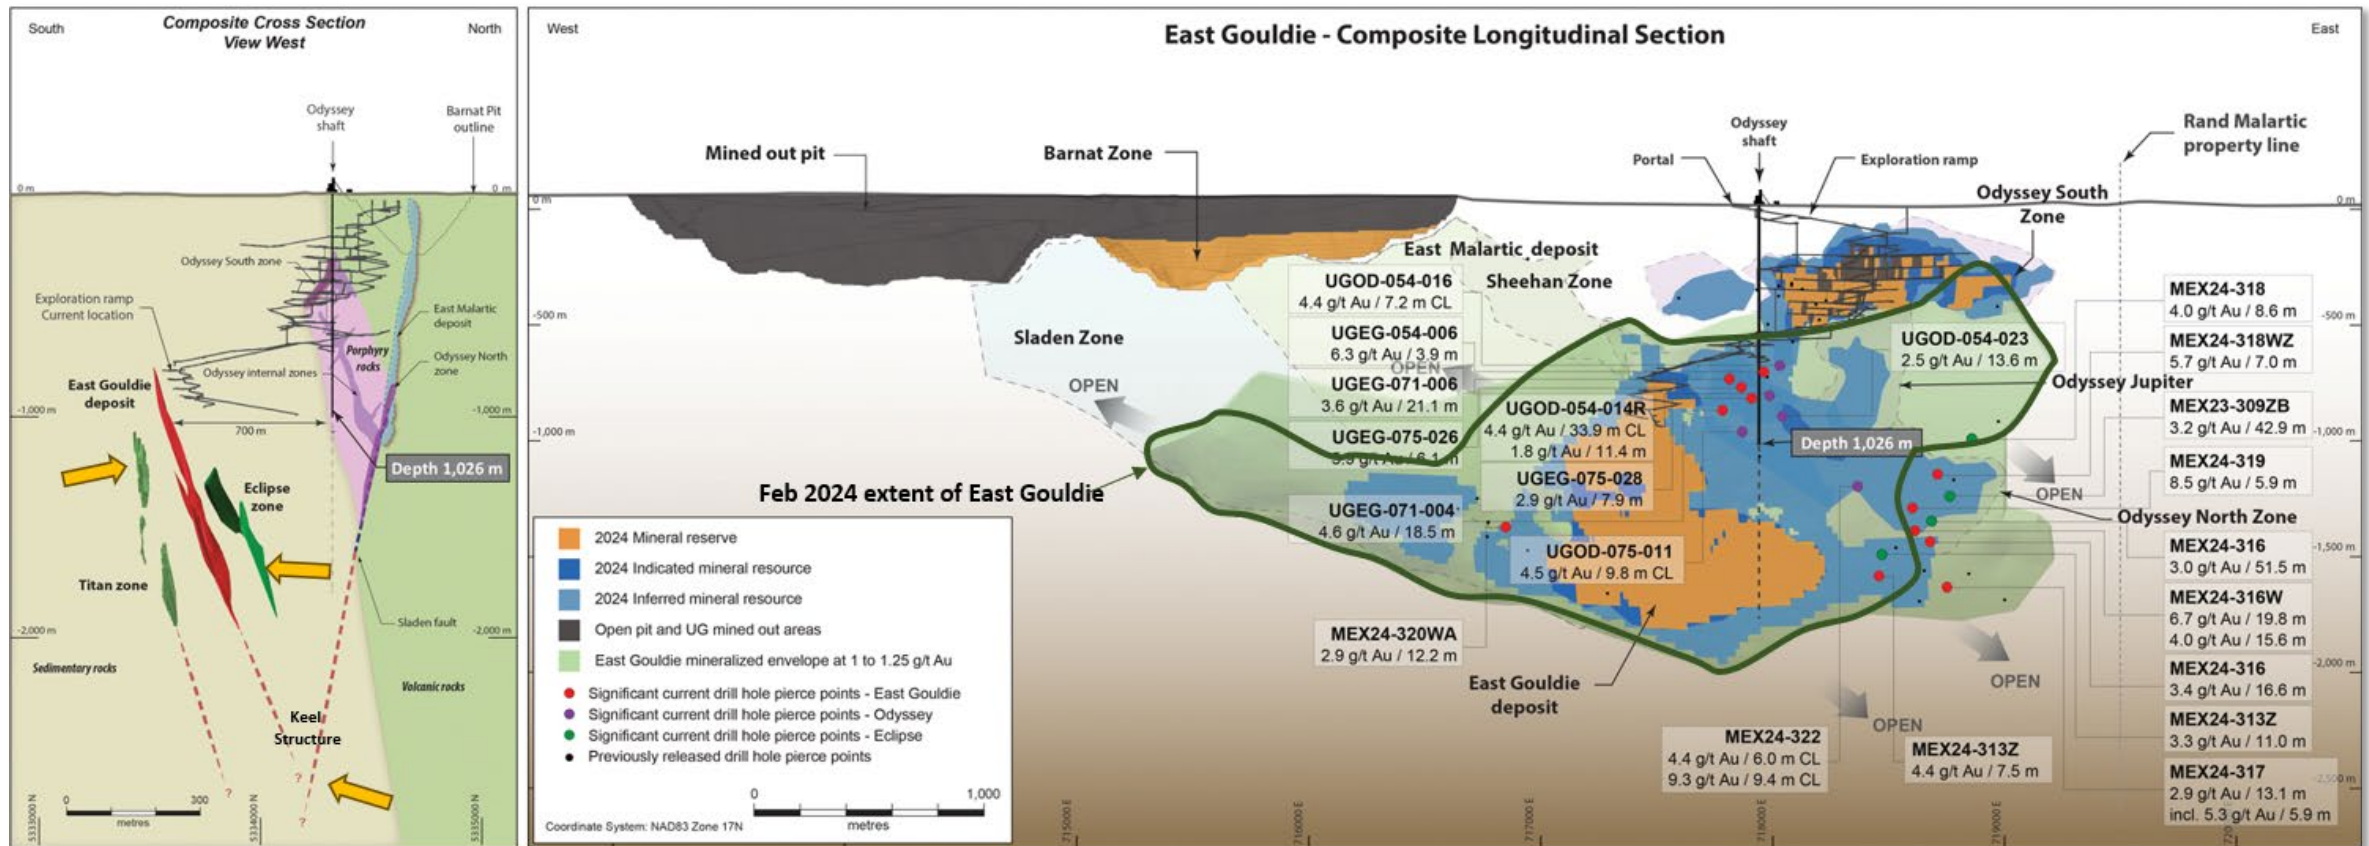 South
Composite Cross Section
View West
North
Odyssey
shaft
Barnat Pit
outline
0 m
0 m
Odyssey South zone
Exploration ramp
Current location
East Malartic
deposit
Porphyry
rocks
Odyssey North
zone
Odyssey internal zones
East Gouldie
deposit
-1,000 m
-1,000 m
700 m
Depth 1,026 m
Eclipse
zone
Titan zone
Sladen fault
-2,000 m
-2,000 m
Sedimentary rocks
Volcanic rocks
Keel
Structure
?
?
?
0
300
metres
5333000 N
5334000 N
5335000 N
West
East Gouldie - Composite Longitudinal Section
East
Mined out pit
Barnat Zone
Portal
Odyssey
shaft
Exploration ramp
Rand Malartic
property line
Odyssey South
Zone
0 m
0 m
East Malartic deposit
Sheehan Zone
Sladen Zone
OPEN
-500 m
-500 m
-1,000 m
-1,000 m
-1,500 m
-2,000 m
-2,500 m
UGOD-054-016
4.4 g/t Au / 7.2 m CL
UGEG-054-006
6.3 g/t Au / 3.9 m
OPEN
UGEG-071-006
3.6 g/t Au / 21.1 m
UGEG-075-026
UGOD-054-014R
4.4 g/t Au / 33.9 m CL
1.8 g/t Au / 11.4 m
UGEG-075-028
2.9 g/t Au / 7.9 m
UGEG-071-004
4.6 g/t Au / 18.5 m
UGOD-075-011
4.5 g/t Au / 9.8 m CL
UGOD-054-023
2.5 g/t Au / 13.6 m
Odyssey Jupiter
Depth 1,026 m
OPEN
Odyssey North Zone
Feb 2024 extent of East Gouldie
MEX24-318
4.0 g/t Au / 8.6 m
MEX24-318WZ
5.7 g/t Au / 7.0 m
MEX23-309ZB
3.2 g/t Au / 42.9 m
MEX24-319
8.5 g/t Au / 5.9 m
MEX24-316
3.0 g/t Au / 51.5 m
MEX24-316W
6.7 g/t Au / 19.8 m
4.0 g/t Au / 15.6 m
MEX24-316
3.4 g/t Au / 16.6 m
MEX24-313Z
3.3 g/t Au / 11.0 m
MEX24-317
2.9 g/t Au / 13.1 m
incl. 5.3 g/t Au / 5.9 m
MEX24-320WA
2.9 g/t Au / 12.2 m
East Gouldie
deposit
OPEN
OPEN
MEX24-322
4.4 g/t Au / 6.0 m CL
9.3 g/t Au / 9.4 m CL
MEX24-313Z
4.4 g/t Au / 7.5 m
2024 Mineral reserve
2024 Indicated mineral resource
2024 Inferred mineral resource
Open pit and UG mined out areas
East Gouldie mineralized envelope at 1 to 1.25 g/t Au
Significant current drill hole pierce points - East Gouldie
Significant current drill hole pierce points - Odyssey
Significant current drill hole pierce points - Eclipse
Previously released drill hole pierce points
0
1,000
metres
Coordinate System: NAD83 Zone 17N
715000 E
716000 E
717000 E
718000 E
719000 E